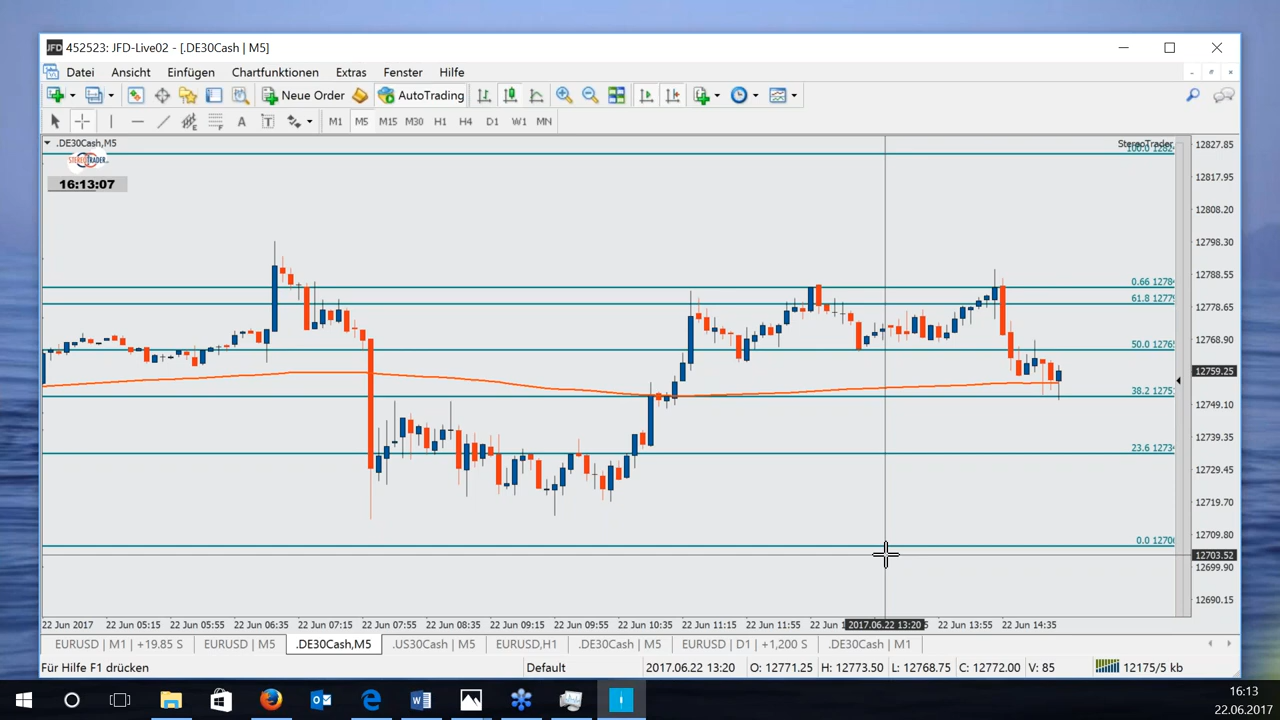 JFD 452523: JFD-Live02 - [.DE30Cash | M5]
Datei Ansicht Einfügen Chartfunktionen Extras Fenster Hilfe
Neue Order AutoTrading
A T M1 M5 M15 M30 H1 H4 D1 W1 MN
.DE30Cash,M5 StereoTrader
STEREOTRADER
16:13:07
100.0
0.66
61.8
50.0
38.2
23.6
0.0
12827.85
12817.95
12808.20
12798.30
12788.55
12778.65
12768.90
12759.25
12749.10
12739.35
12729.45
12719.70
12709.80
12703.52
12699.90
12690.15
22 Jun 2017 22 Jun 05:15 22 Jun 05:55 22 Jun 06:35 22 Jun 07:15 22 Jun 07:55 22 Jun 08:35 22 Jun 09:15 22 Jun 09:55 22 Jun 10:35 22 Jun 11:15 22 Jun 11:55 22 Jun 1 2017.06.22 13:20 22 Jun 13:55 22 Jun 14:35
EURUSD | M1 | +19.85 S EURUSD | M5 .DE30Cash,M5 .US30Cash | M5 EURUSD,H1 .DE30Cash | M5 EURUSD | D1 | +1,200 S .DE30Cash | M1
Für Hilfe F1 drücken Default 2017.06.22 13:20 O: 12771.25 H: 12773.50 L: 12768.75 C: 12772.00 V: 85 12175/5 kb
16:13
22.06.2017